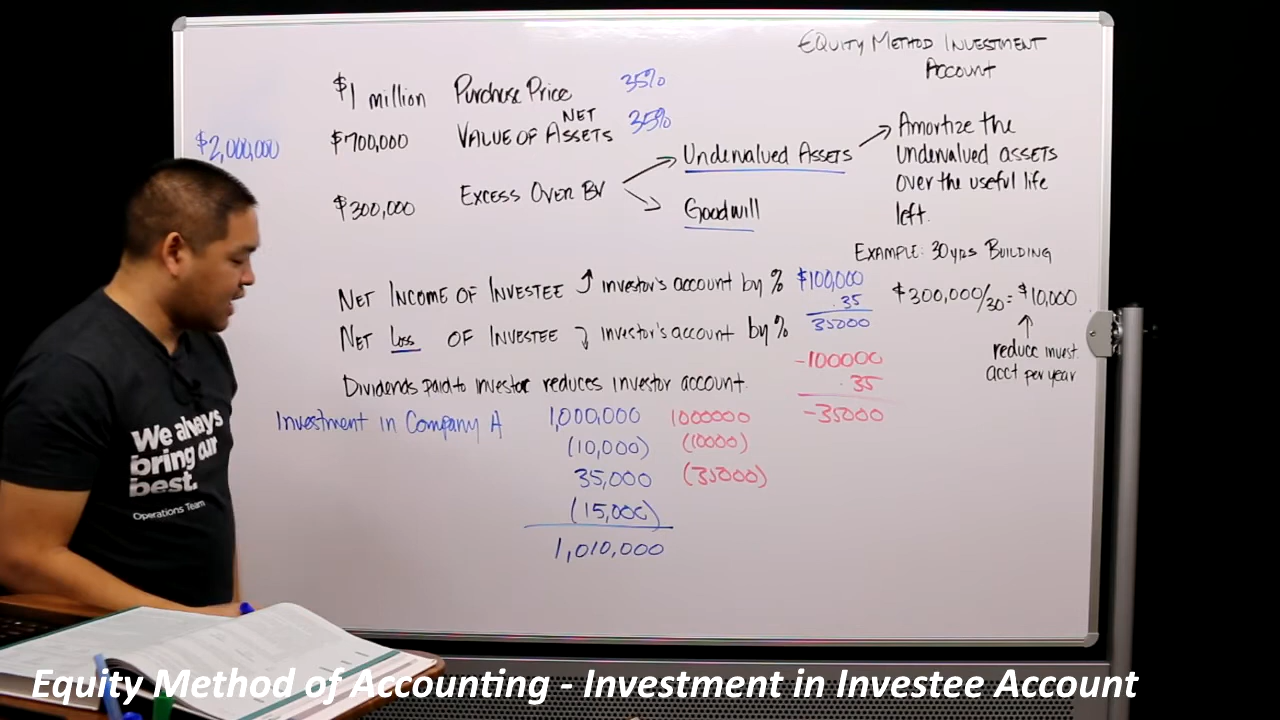 EQUITY METHOD INVESTMENT
ACCOUNT
$1 million Purchase Price 35%
$2,000,000 $700,000 VALUE OF NET ASSETS 35%
$300,000 EXCESS OVER BV
Undervalued Assets
Goodwill
Amortize the
undervalued assets
over the useful life
left.
EXAMPLE: 30yrs BUILDING
$300,000/30 = $10,000
reduce invest.
acct per year
NET INCOME OF INVESTEE investor's account by %
NET Loss OF INVESTEE investor's account by %
Dividends paid to investor reduces investor account.
$100,000
.35
35000
-100000
.35
-35000
Investment in Company A 1,000,000 1000000
(10,000) (10000)
35,000 (35000)
(15,000)
1,010,000
We always
bring our
best.
Operations Team
Equity Method of Accounting - Investment in Investee Account